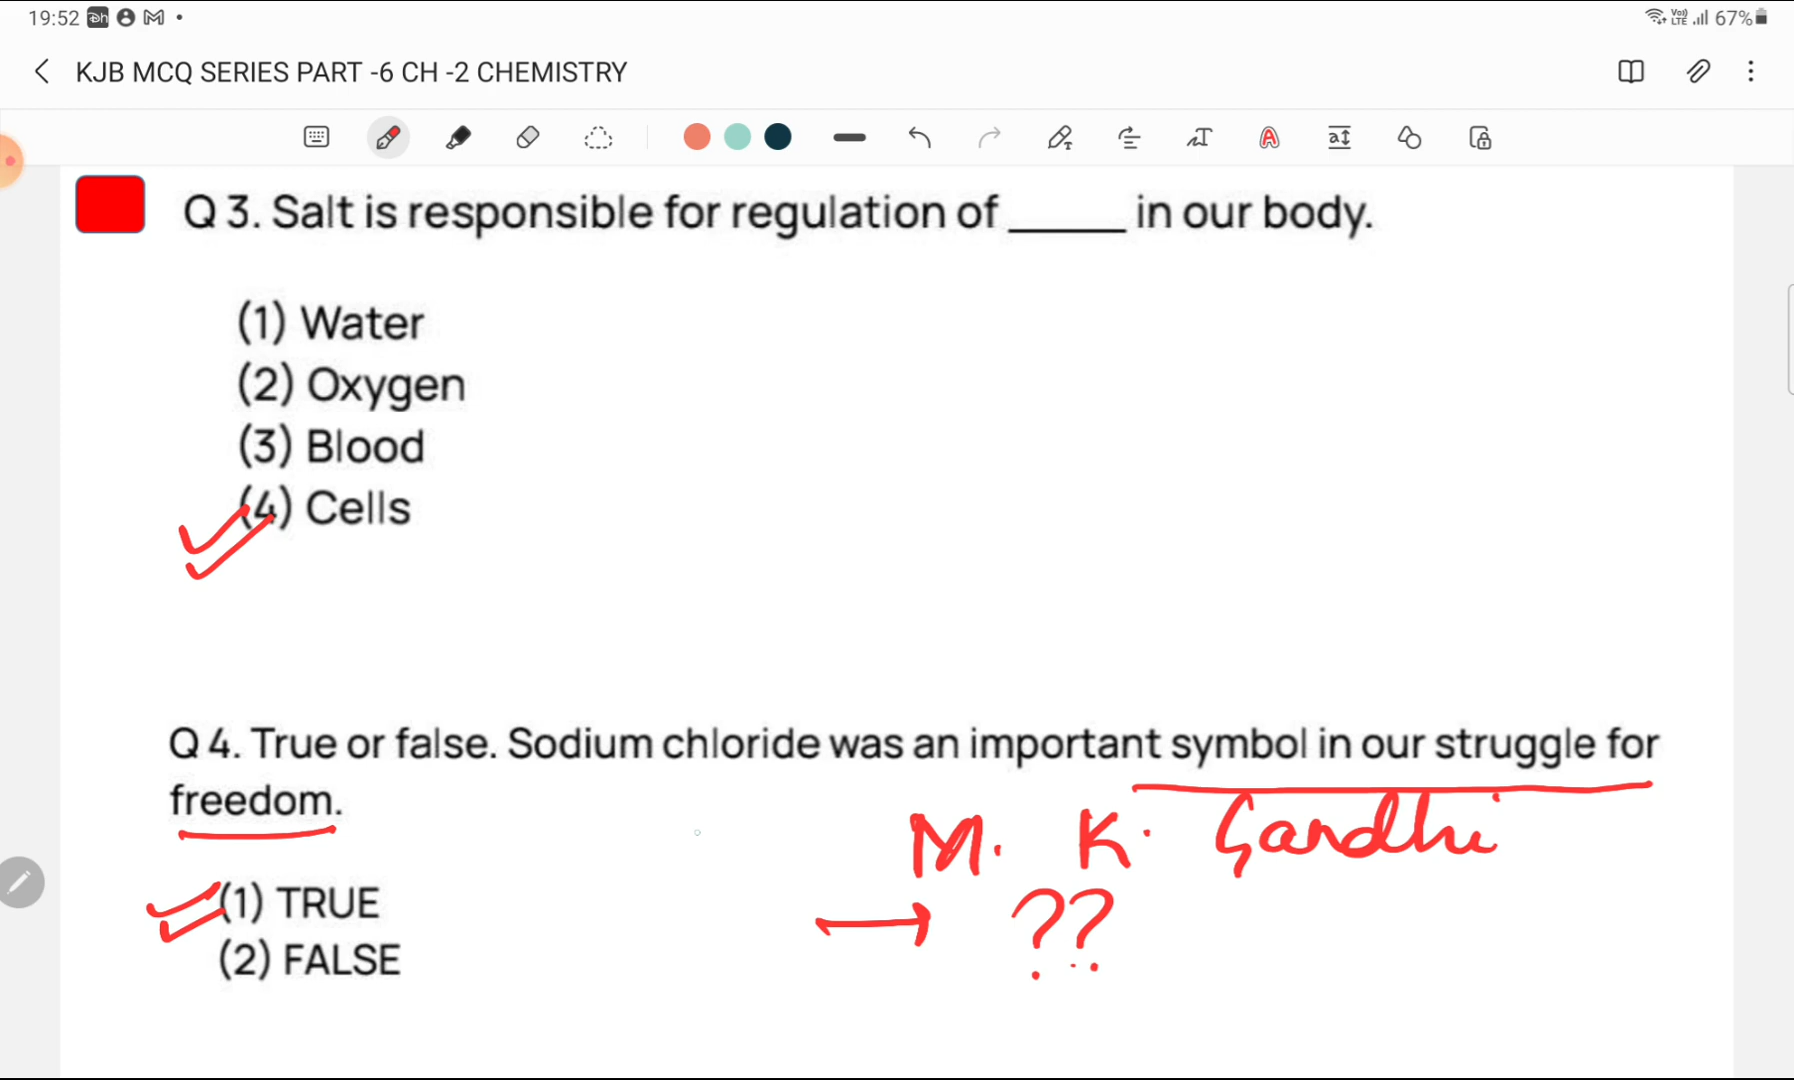 19:52
LTE 67%
KJB MCQ SERIES PART -6 CH -2 CHEMISTRY
Q 3. Salt is responsible for regulation of ______ in our body.
(1) Water
(2) Oxygen
(3) Blood
(4) Cells
Q 4. True or false. Sodium chloride was an important symbol in our struggle for
freedom.
M. K. Gandhi
→ ??
(1) TRUE
(2) FALSE